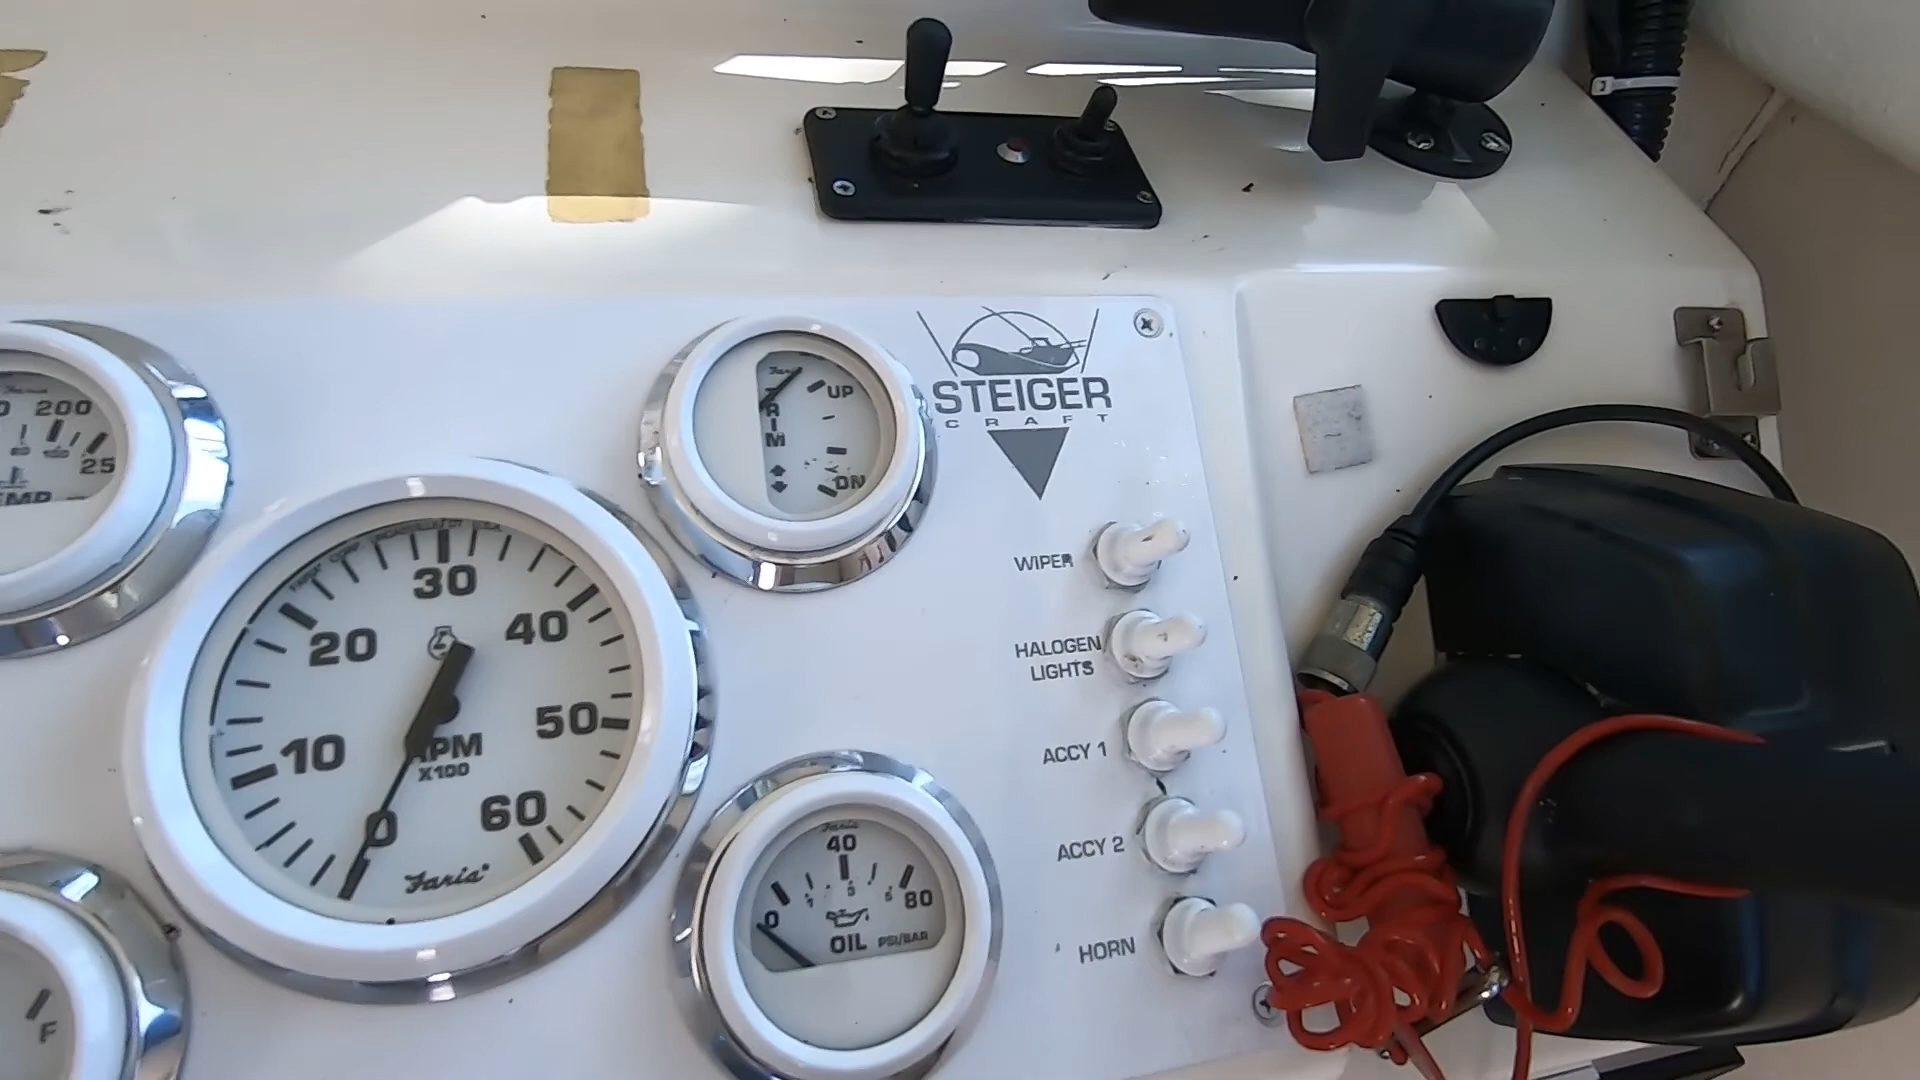 200
25
TEMP
30
20
40
10
50
RPM
X100
0
60
Faria
F
Faria
TRIM
UP
DN
STEIGER
CRAFT
WIPER
HALOGEN
LIGHTS
ACCY 1
ACCY 2
HORN
Faria
40
0
80
OIL PSI/BAR